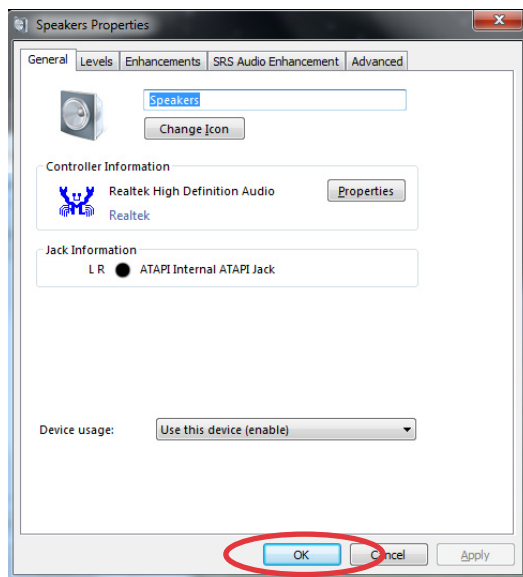 Speakers Properties
General Levels Enhancements SRS Audio Enhancement Advanced
Speakers
Change Icon
Controller Information
Realtek High Definition Audio Properties
Realtek
Jack Information
L R ATAPI Internal ATAPI Jack
Device usage: Use this device (enable)
OK Cancel Apply